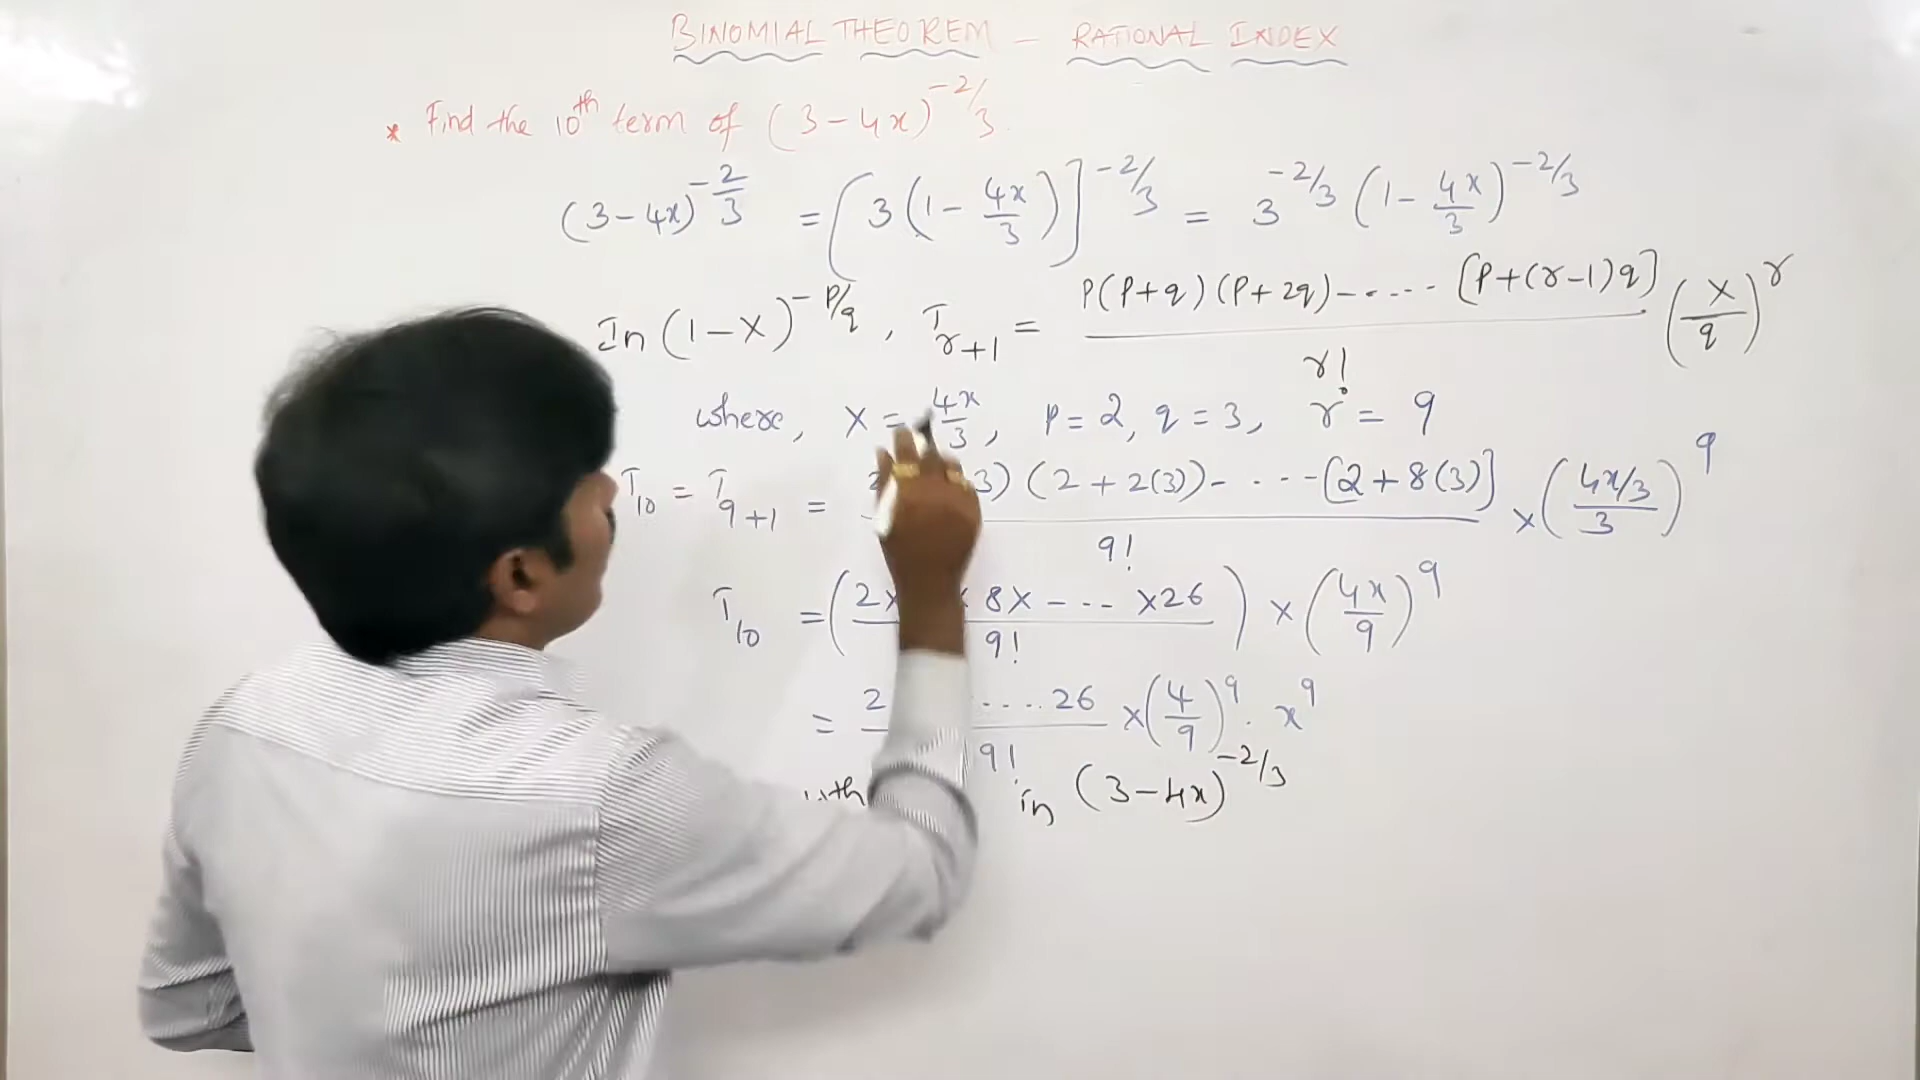 BINOMIAL THEOREM - RATIONAL INDEX
* Find the 10th term of (3-4x)^-2/3.
(3-4x)^-2/3 = [3(1-4x/3)]^-2/3 = 3^-2/3 (1-4x/3)^-2/3
In (1-X)^-P/q, T_r+1 = P(P+q)(P+2q)-....- [P+(r-1)q] / r! (X/q)^r
where, X = 4x/3, P=2, q=3, r=9
T_10 = T_9+1 = 3)(2+2(3))-...-[2+8(3)] / 9! × (4x/3 / 3)^9
T_10 = (2× 8×-...×26 / 9!) × (4x/9)^9
= 2 ....26 / 9! × (4/9)^9 . x^9
in (3-4x)^-2/3